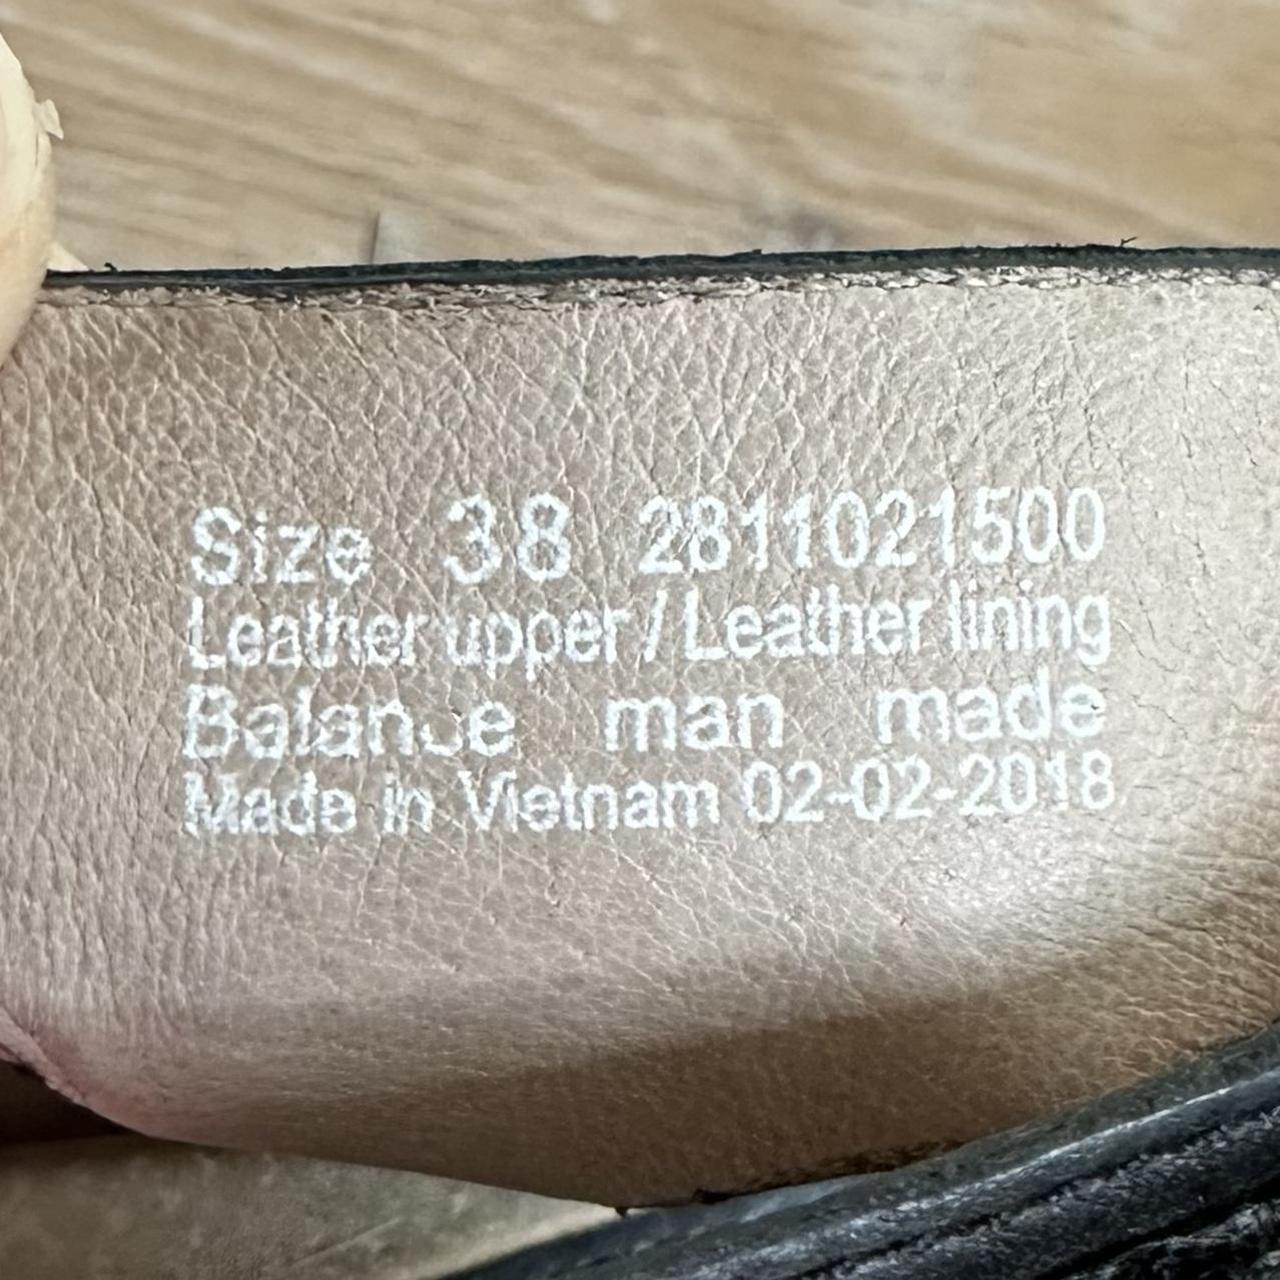 Size 38 2811021500
Leather upper / Leather lining
Balance man made
Made in Vietnam 02-02-2018